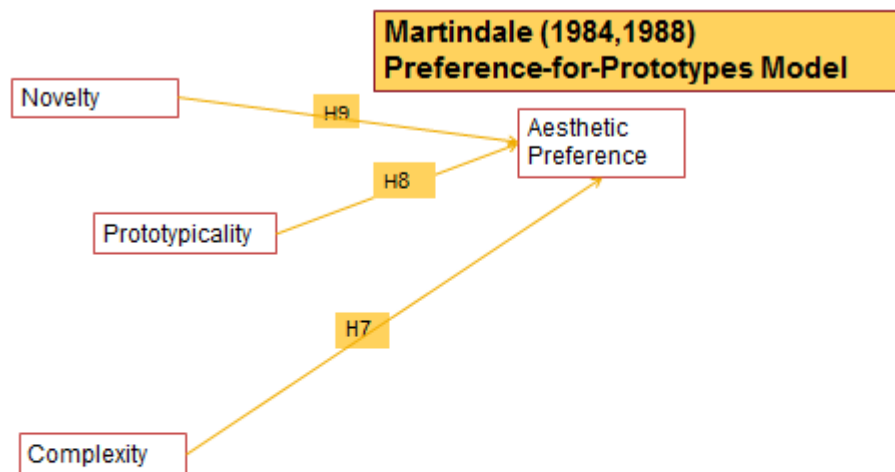 Martindale (1984,1988)
Preference-for-Prototypes Model
Novelty
H9
Aesthetic
Preference
H8
Prototypicality
H7
Complexity